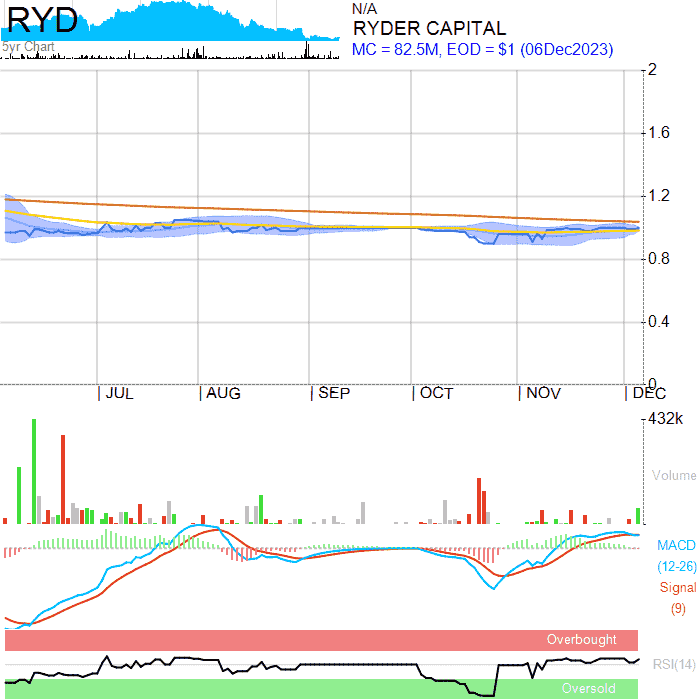 RYD
5yr Chart
N/A
RYDER CAPITAL
MC = 82.5M, EOD = $1 (06Dec2023)
2
1.6
1.2
0.8
0.4
0
JUL
AUG
SEP
OCT
NOV
DEC
432k
Volume
MACD
(12-26)
Signal
(9)
Overbought
RSI(14)
Oversold